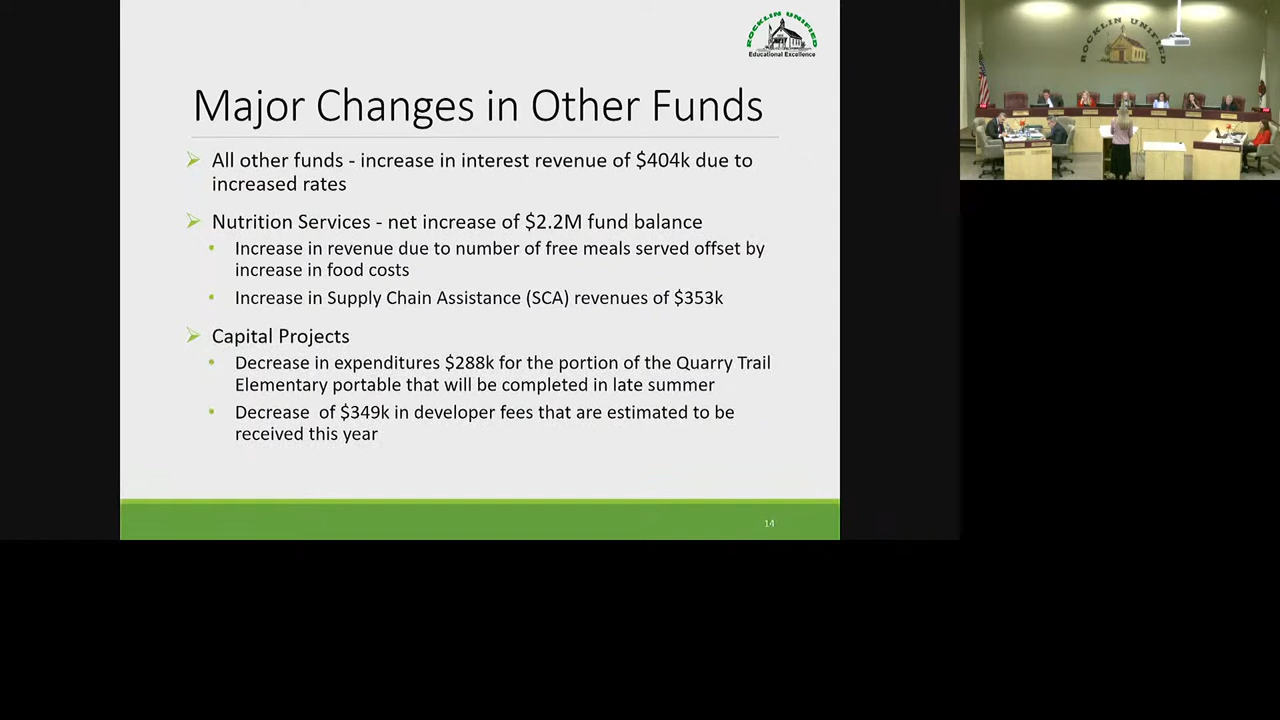 ROCKLIN UNIFIED
Educational Excellence
ROCKLIN UNIFIED
Major Changes in Other Funds
All other funds - increase in interest revenue of $404k due to
increased rates
Nutrition Services - net increase of $2.2M fund balance
Increase in revenue due to number of free meals served offset by
increase in food costs
Increase in Supply Chain Assistance (SCA) revenues of $353k
Capital Projects
Decrease in expenditures $288k for the portion of the Quarry Trail
Elementary portable that will be completed in late summer
Decrease of $349k in developer fees that are estimated to be
received this year
14